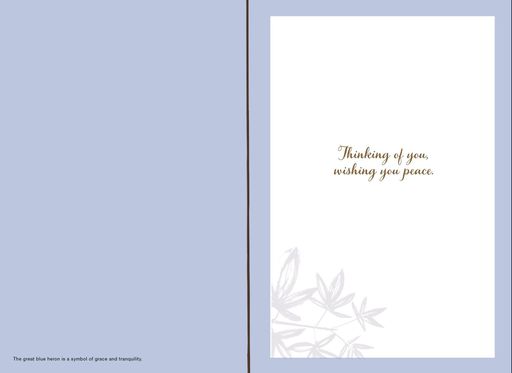 Thinking of you,
wishing you peace.
The great blue heron is a symbol of grace and tranquility.